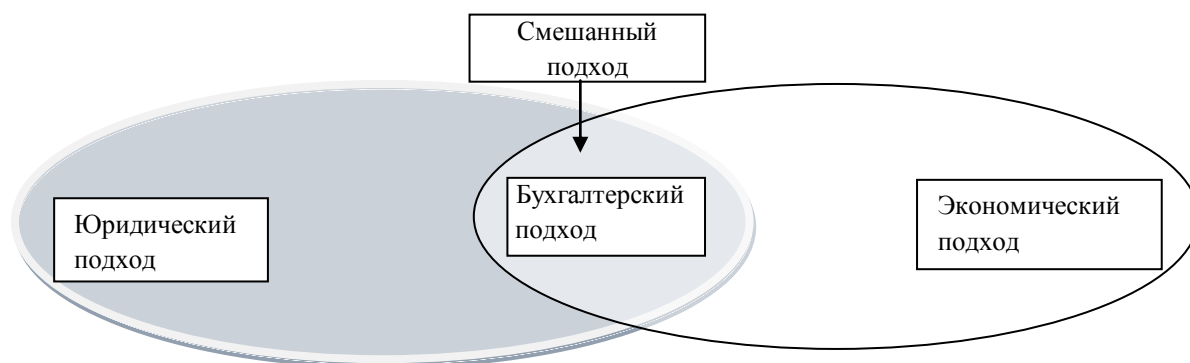 Смешанный
подход
Юридический
подход
Бухгалтерский
подход
Экономический
подход